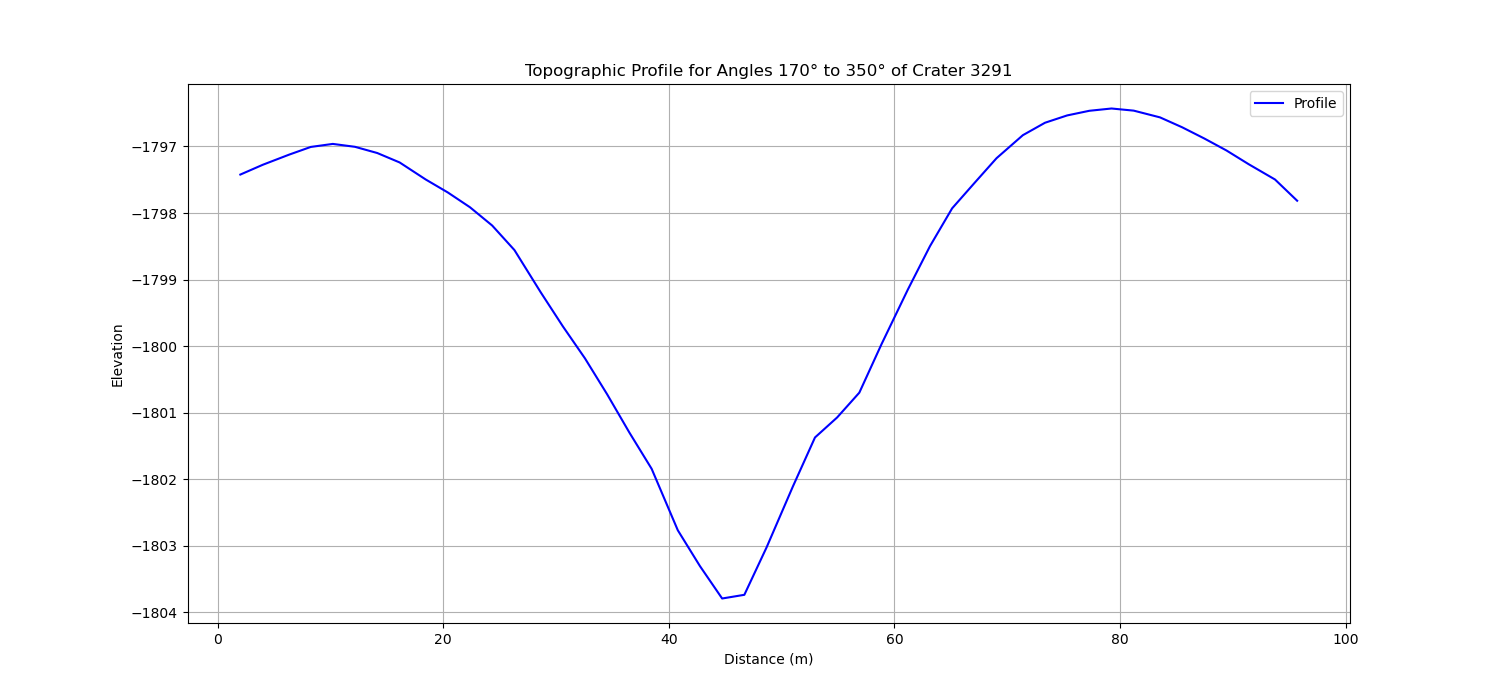 Topographic Profile for Angles 170° to 350° of Crater 3291
Profile
−1797
−1798
−1799
−1800
−1801
−1802
−1803
−1804
Elevation
0 20 40 60 80 100
Distance (m)